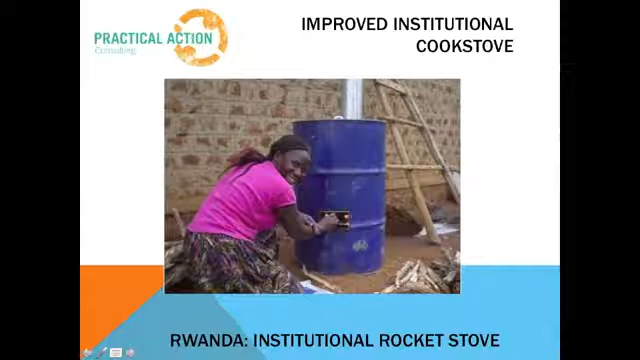 PRACTICAL ACTION
Consulting
IMPROVED INSTITUTIONAL
COOKSTOVE
RWANDA: INSTITUTIONAL ROCKET STOVE